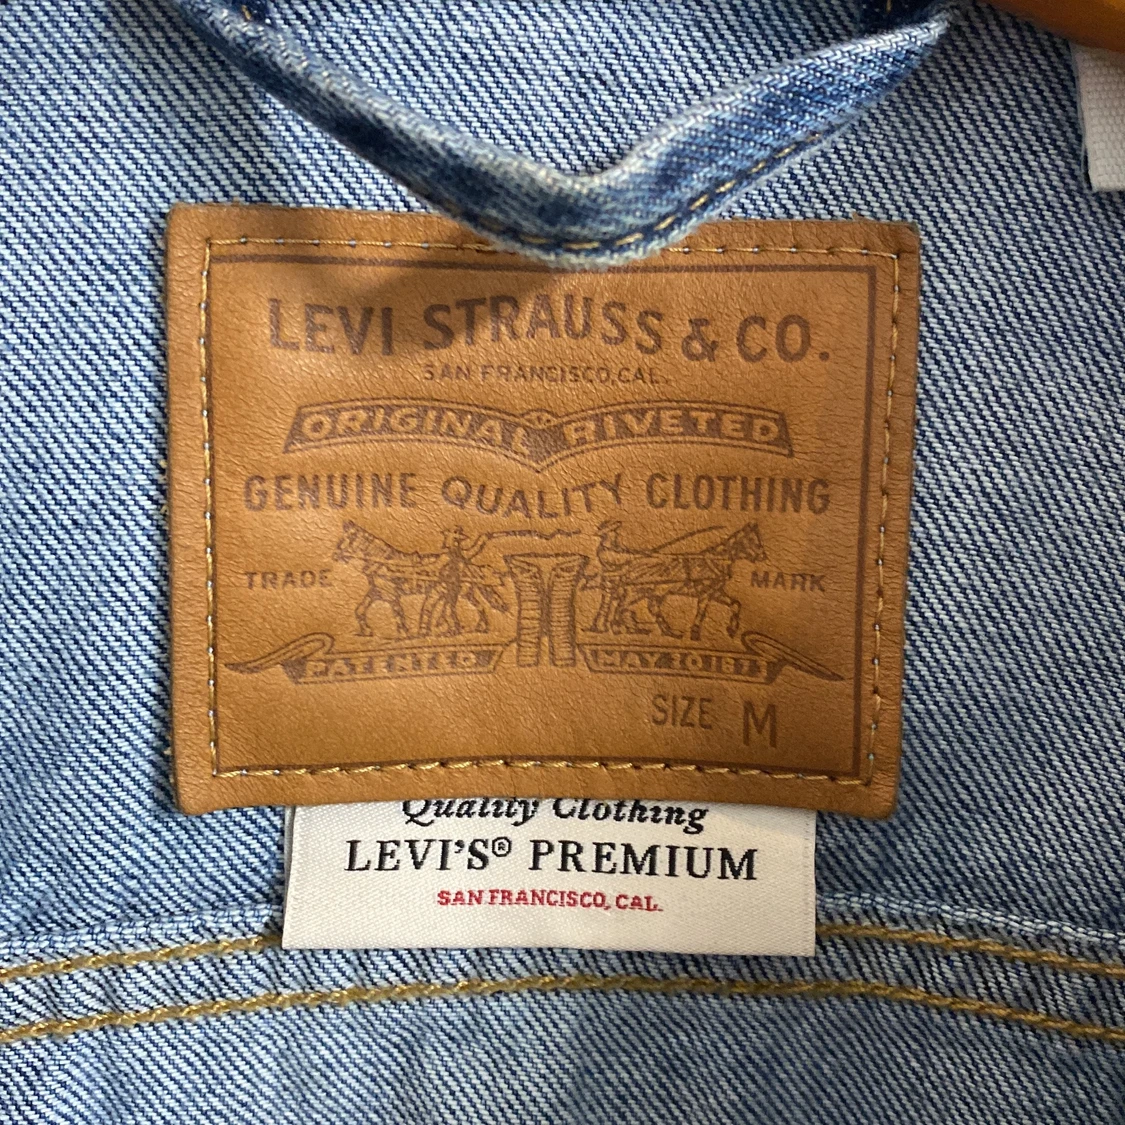 LEVI STRAUSS & CO.
SAN FRANCISCO, CAL.
ORIGINAL RIVETED
GENUINE QUALITY CLOTHING
TRADE MARK
PATENTED MAY 20 1873
SIZE M
Quality Clothing
LEVI'S® PREMIUM
SAN FRANCISCO, CAL.